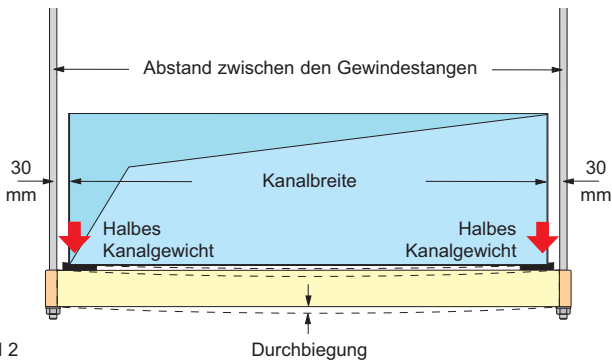 Abstand zwischen den Gewindestangen
30
mm
Kanalbreite
30
mm
Halbes
Kanalgewicht
Halbes
Kanalgewicht
Durchbiegung